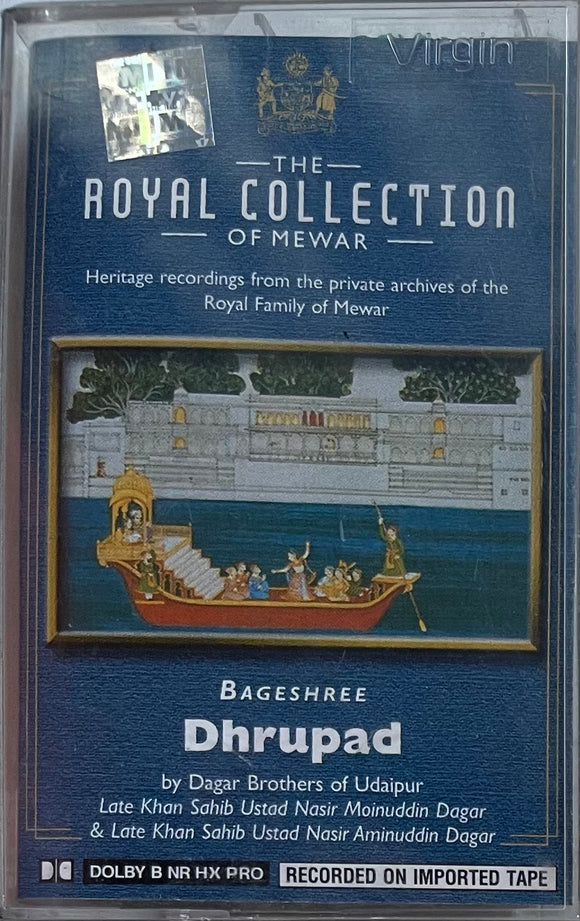 Virgin
THE
ROYAL COLLECTION
OF MEWAR
Heritage recordings from the private archives of the
Royal Family of Mewar
BAGESHREE
Dhrupad
by Dagar Brothers of Udaipur
Late Khan Sahib Ustad Nasir Moinuddin Dagar
& Late Khan Sahib Ustad Nasir Aminuddin Dagar
DOLBY B NR HX PRO
RECORDED ON IMPORTED TAPE